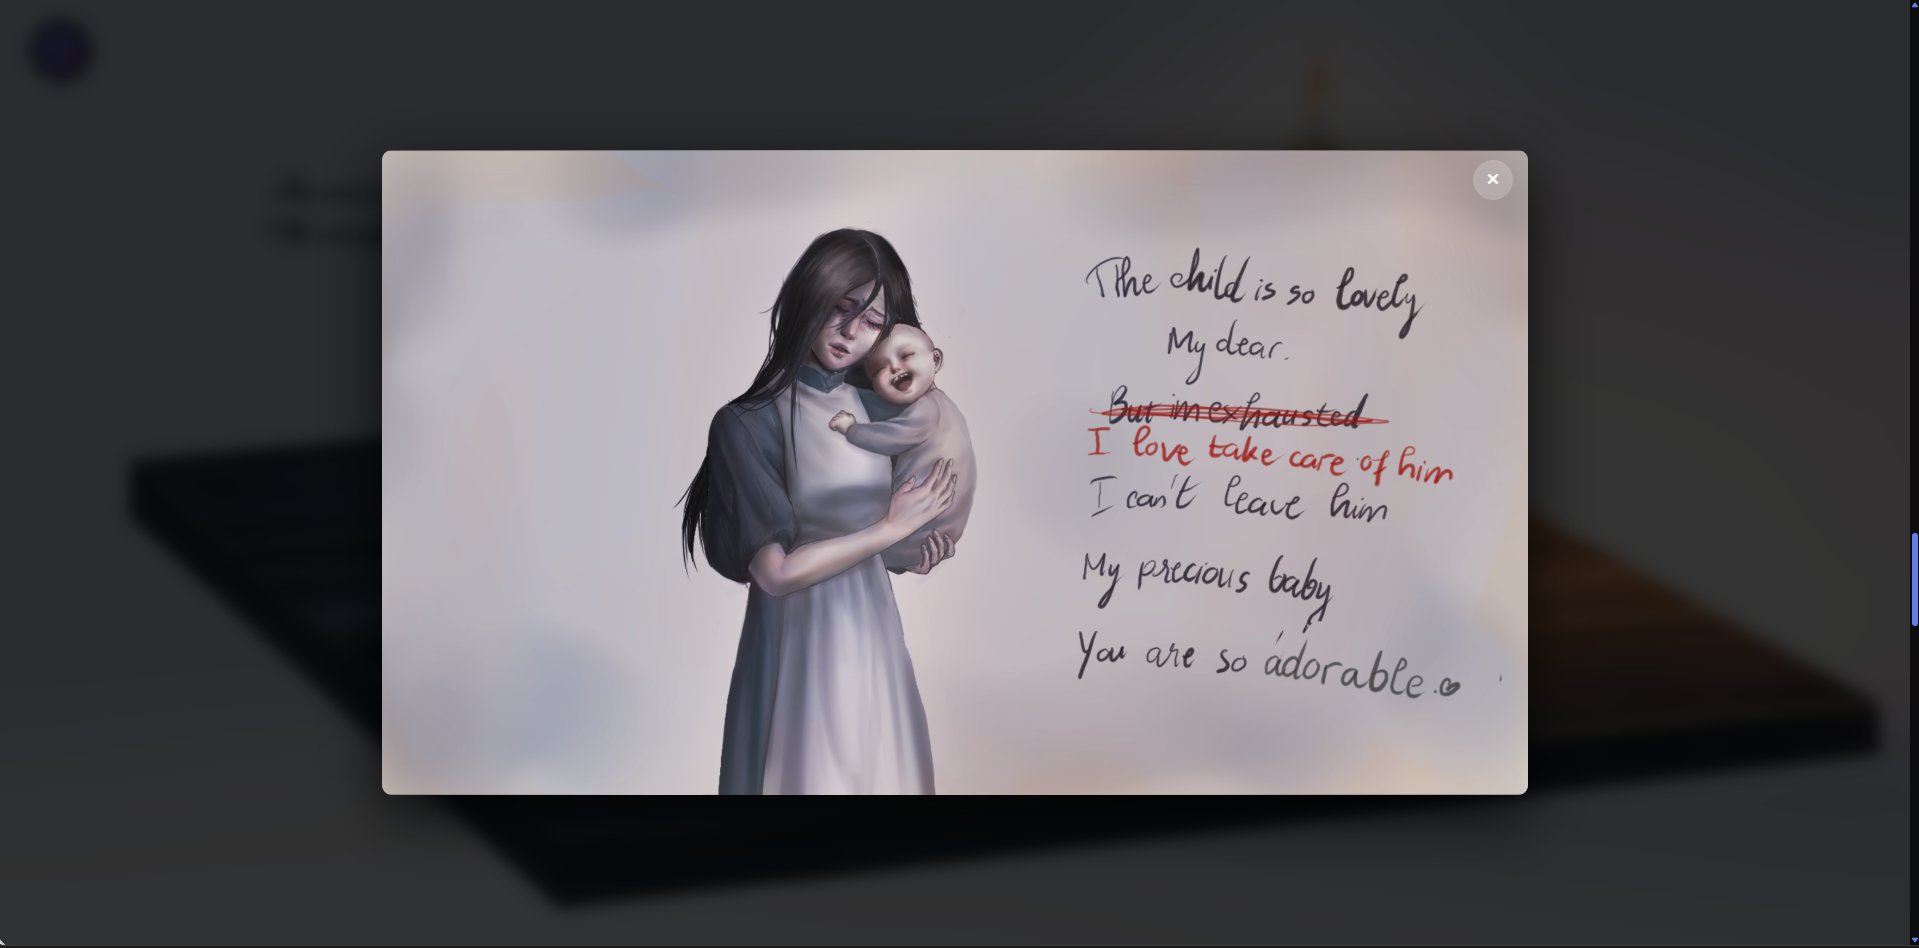 The child is so lovely
My dear.
But im exhausted
I love take care of him
I can't leave him
My precious baby
You are so adorable.